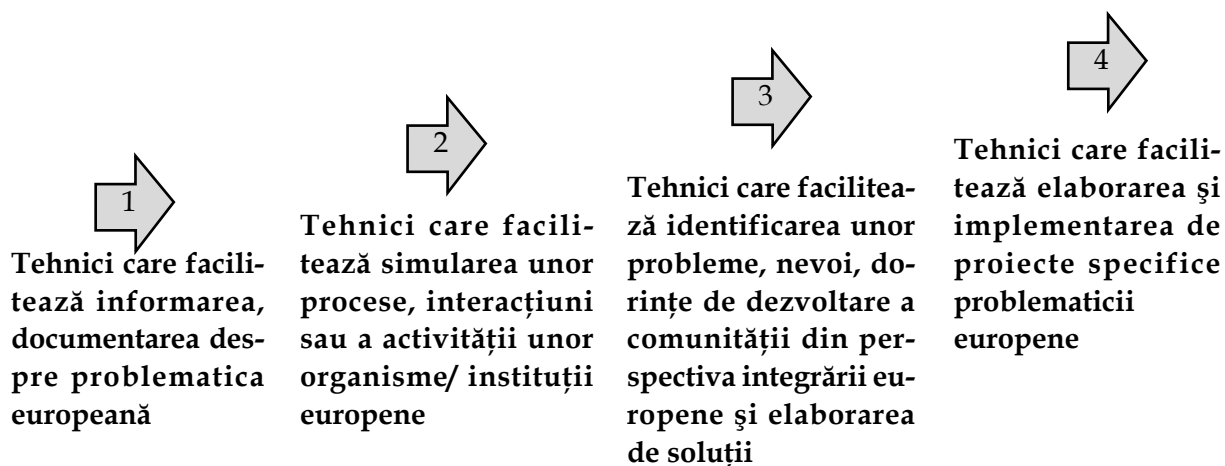 1
Tehnici care facili-
tează informarea,
documentarea des-
pre problematica
europeană
2
Tehnici care facili-
tează simularea unor
procese, interacțiuni
sau a activității unor
organisme/ instituții
europene
3
Tehnici care facilitea-
ză identificarea unor
probleme, nevoi, do-
rințe de dezvoltare a
comunității din per-
spectiva integrării eu-
ropene şi elaborarea
de soluții
4
Tehnici care facili-
tează elaborarea şi
implementarea de
proiecte specifice
problematicii
europene